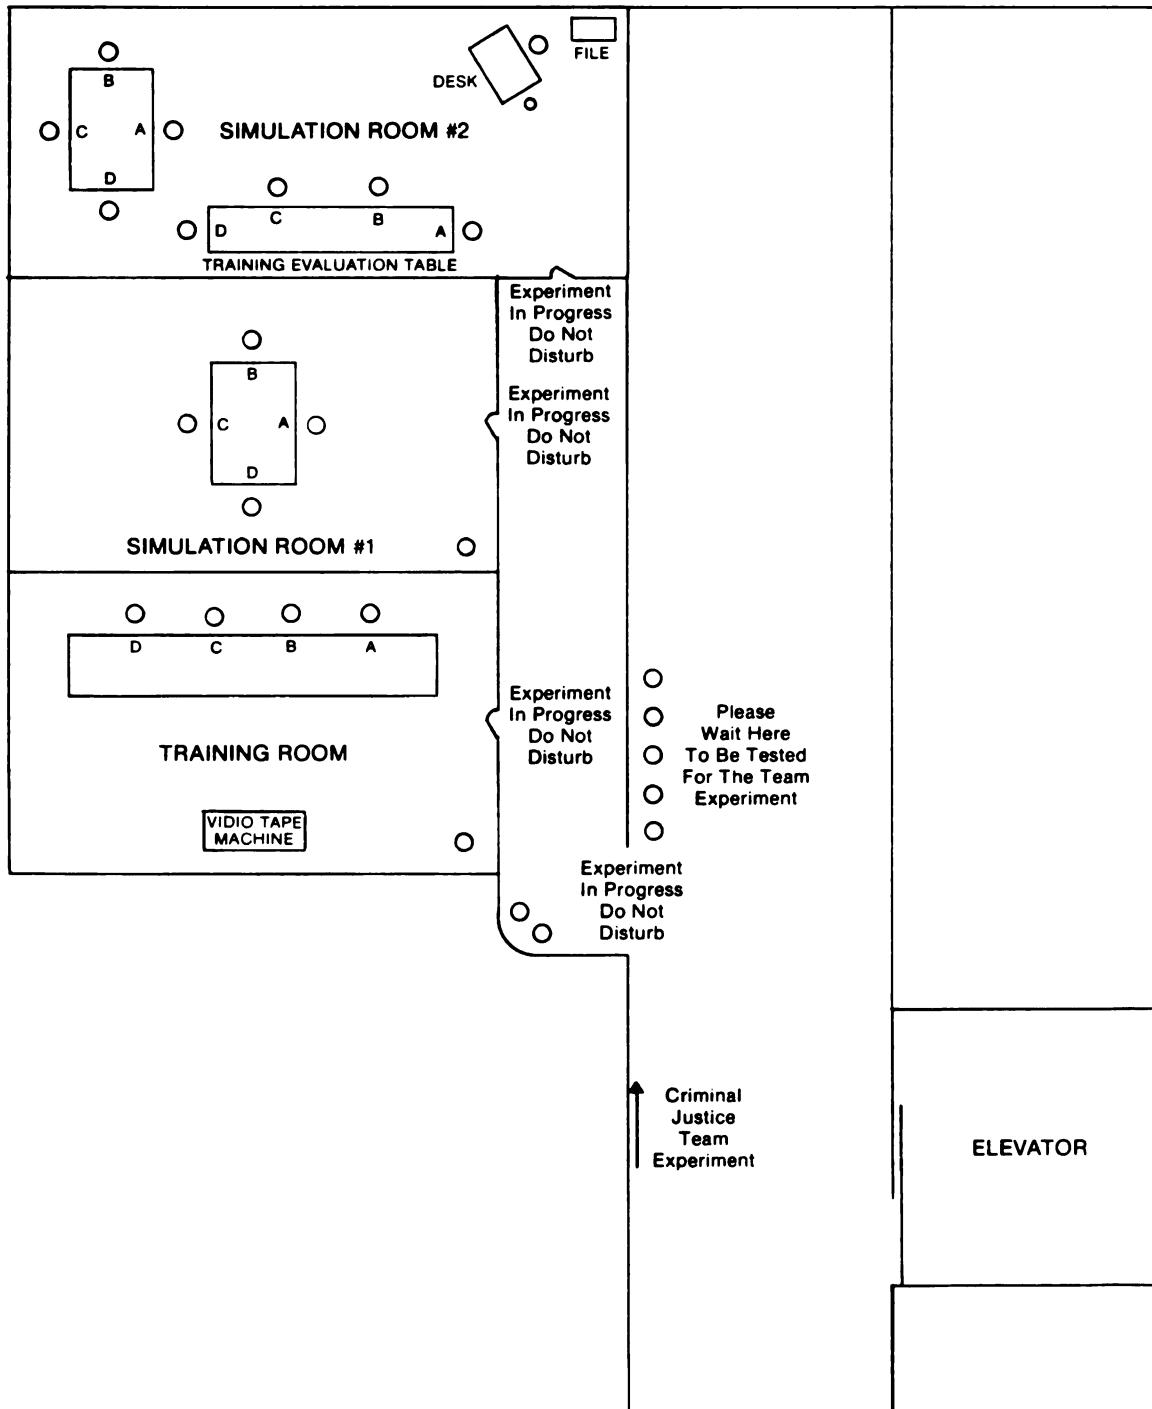 FILE
DESK
B
C A
D
SIMULATION ROOM #2
C B
D A
TRAINING EVALUATION TABLE
Experiment
In Progress
Do Not
Disturb
Experiment
In Progress
Do Not
Disturb
B
C A
D
SIMULATION ROOM #1
D C B A
TRAINING ROOM
VIDIO TAPE
MACHINE
Experiment
In Progress
Do Not
Disturb
Please
Wait Here
To Be Tested
For The Team
Experiment
Experiment
In Progress
Do Not
Disturb
Criminal
Justice
Team
Experiment
ELEVATOR